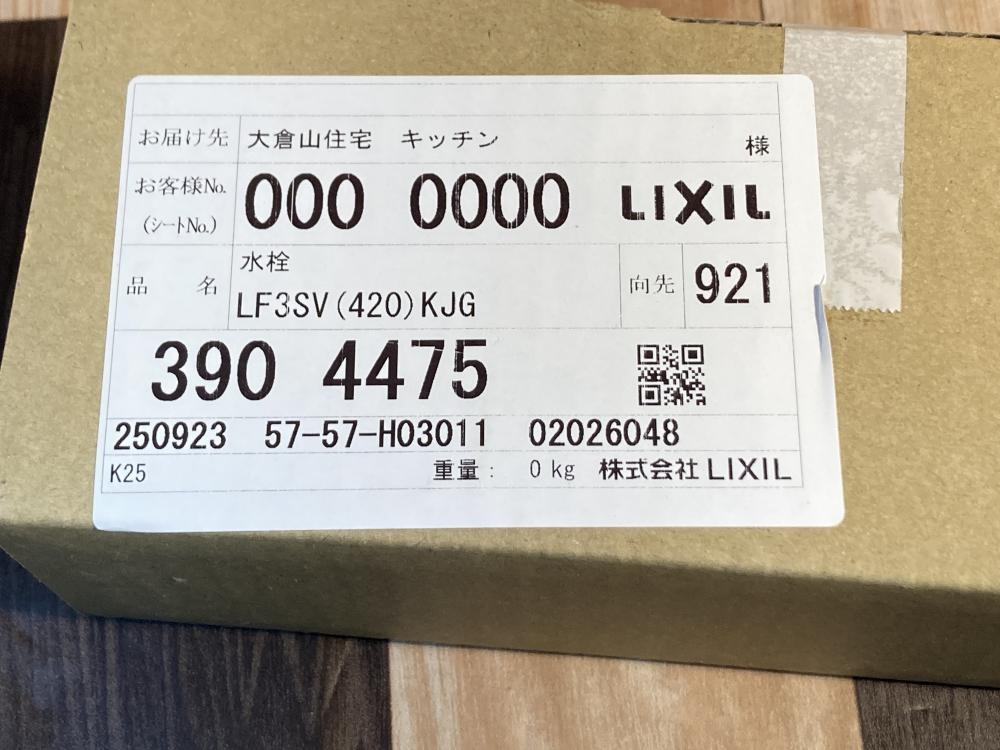 お届け先 大倉山住宅 キッチン 様
お客様No. (シートNo.) 000 0000 LIXIL
品名 水栓 向先 921
LF3SV(420)KJG
390 4475
250923 57-57-H03011 02026048
K25 重量: 0 kg 株式会社 LIXIL